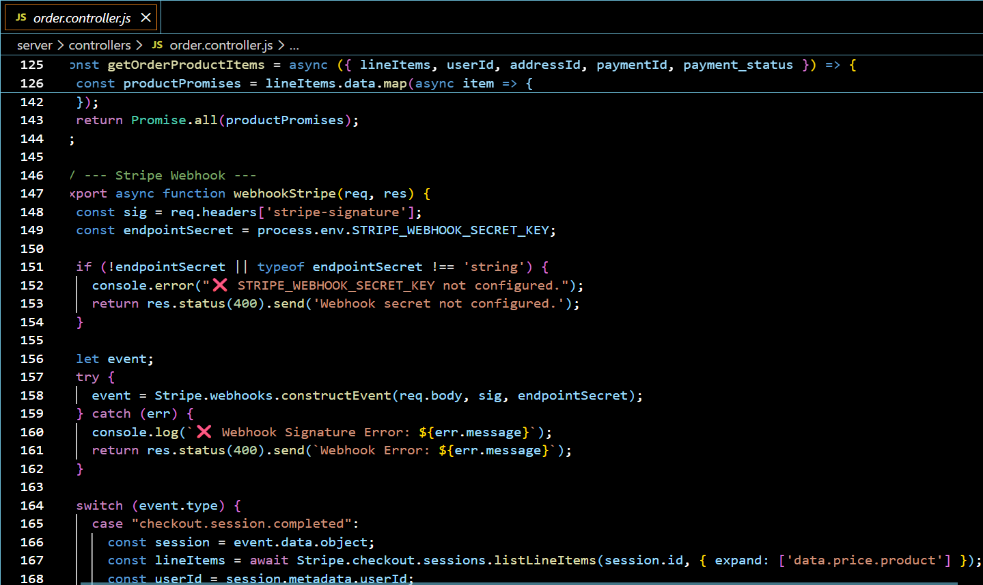 JS order.controller.js ✕
server > controllers > JS order.controller.js > ...
125 onst getOrderProductItems = async ({ lineItems, userId, addressId, paymentId, payment_status }) => {
126 const productPromises = lineItems.data.map(async item => {
142 });
143 return Promise.all(productPromises);
144 ;
145
146 / --- Stripe Webhook ---
147 xport async function webhookStripe(req, res) {
148 const sig = req.headers['stripe-signature'];
149 const endpointSecret = process.env.STRIPE_WEBHOOK_SECRET_KEY;
150
151 if (!endpointSecret || typeof endpointSecret !== 'string') {
152 console.error("❌ STRIPE_WEBHOOK_SECRET_KEY not configured.");
153 return res.status(400).send('Webhook secret not configured.');
154 }
155
156 let event;
157 try {
158 event = Stripe.webhooks.constructEvent(req.body, sig, endpointSecret);
159 } catch (err) {
160 console.log(`❌ Webhook Signature Error: ${err.message}`);
161 return res.status(400).send(`Webhook Error: ${err.message}`);
162 }
163
164 switch (event.type) {
165 case "checkout.session.completed":
166 const session = event.data.object;
167 const lineItems = await Stripe.checkout.sessions.listLineItems(session.id, { expand: ['data.price.product'] });
168 const userId = session.metadata.userId;